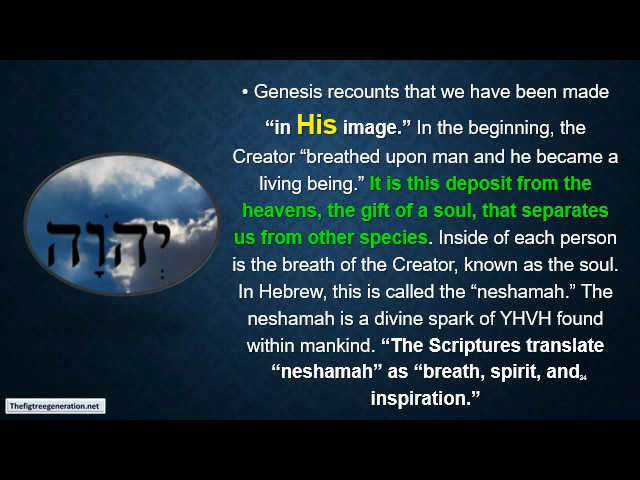 • Genesis recounts that we have been made
“in His image.” In the beginning, the
Creator “breathed upon man and he became a
living being.” It is this deposit from the
heavens, the gift of a soul, that separates
us from other species. Inside of each person
is the breath of the Creator, known as the soul.
In Hebrew, this is called the “neshamah.” The
neshamah is a divine spark of YHVH found
within mankind. “The Scriptures translate
“neshamah” as “breath, spirit, and
inspiration.”
יְהֹוָה
Thefigtreegeneration.net